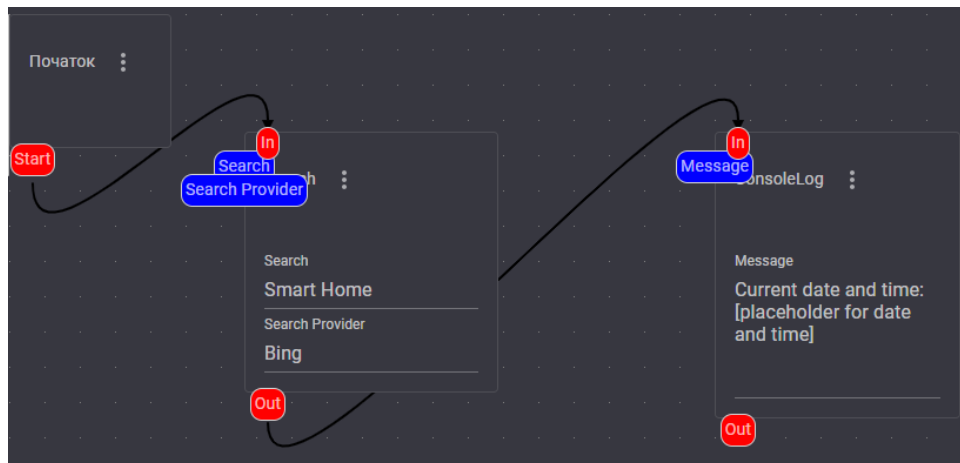 Початок
Start
In
Search
Search Provider
h
Search
Smart Home
Search Provider
Bing
Out
In
Message
onsoleLog
Message
Current date and time:
[placeholder for date
and time]
Out